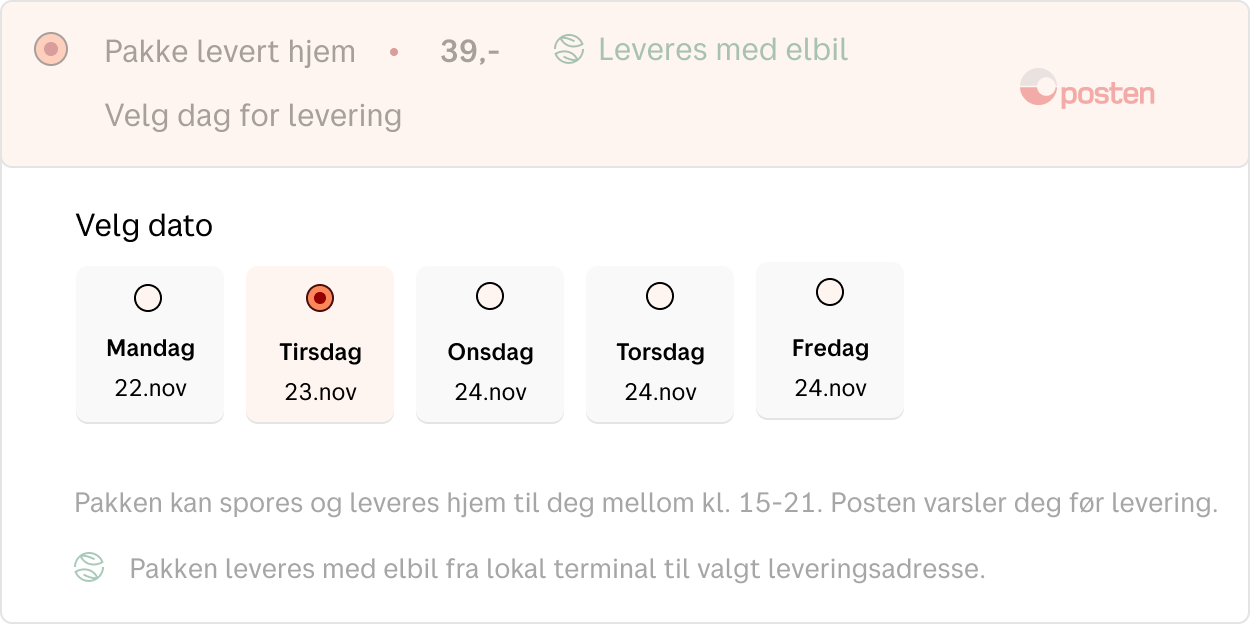 Pakke levert hjem • 39,- Leveres med elbil
Velg dag for levering
posten
Velg dato
Mandag
22.nov
Tirsdag
23.nov
Onsdag
24.nov
Torsdag
24.nov
Fredag
24.nov
Pakken kan spores og leveres hjem til deg mellom kl. 15-21. Posten varsler deg før levering.
Pakken leveres med elbil fra lokal terminal til valgt leveringsadresse.